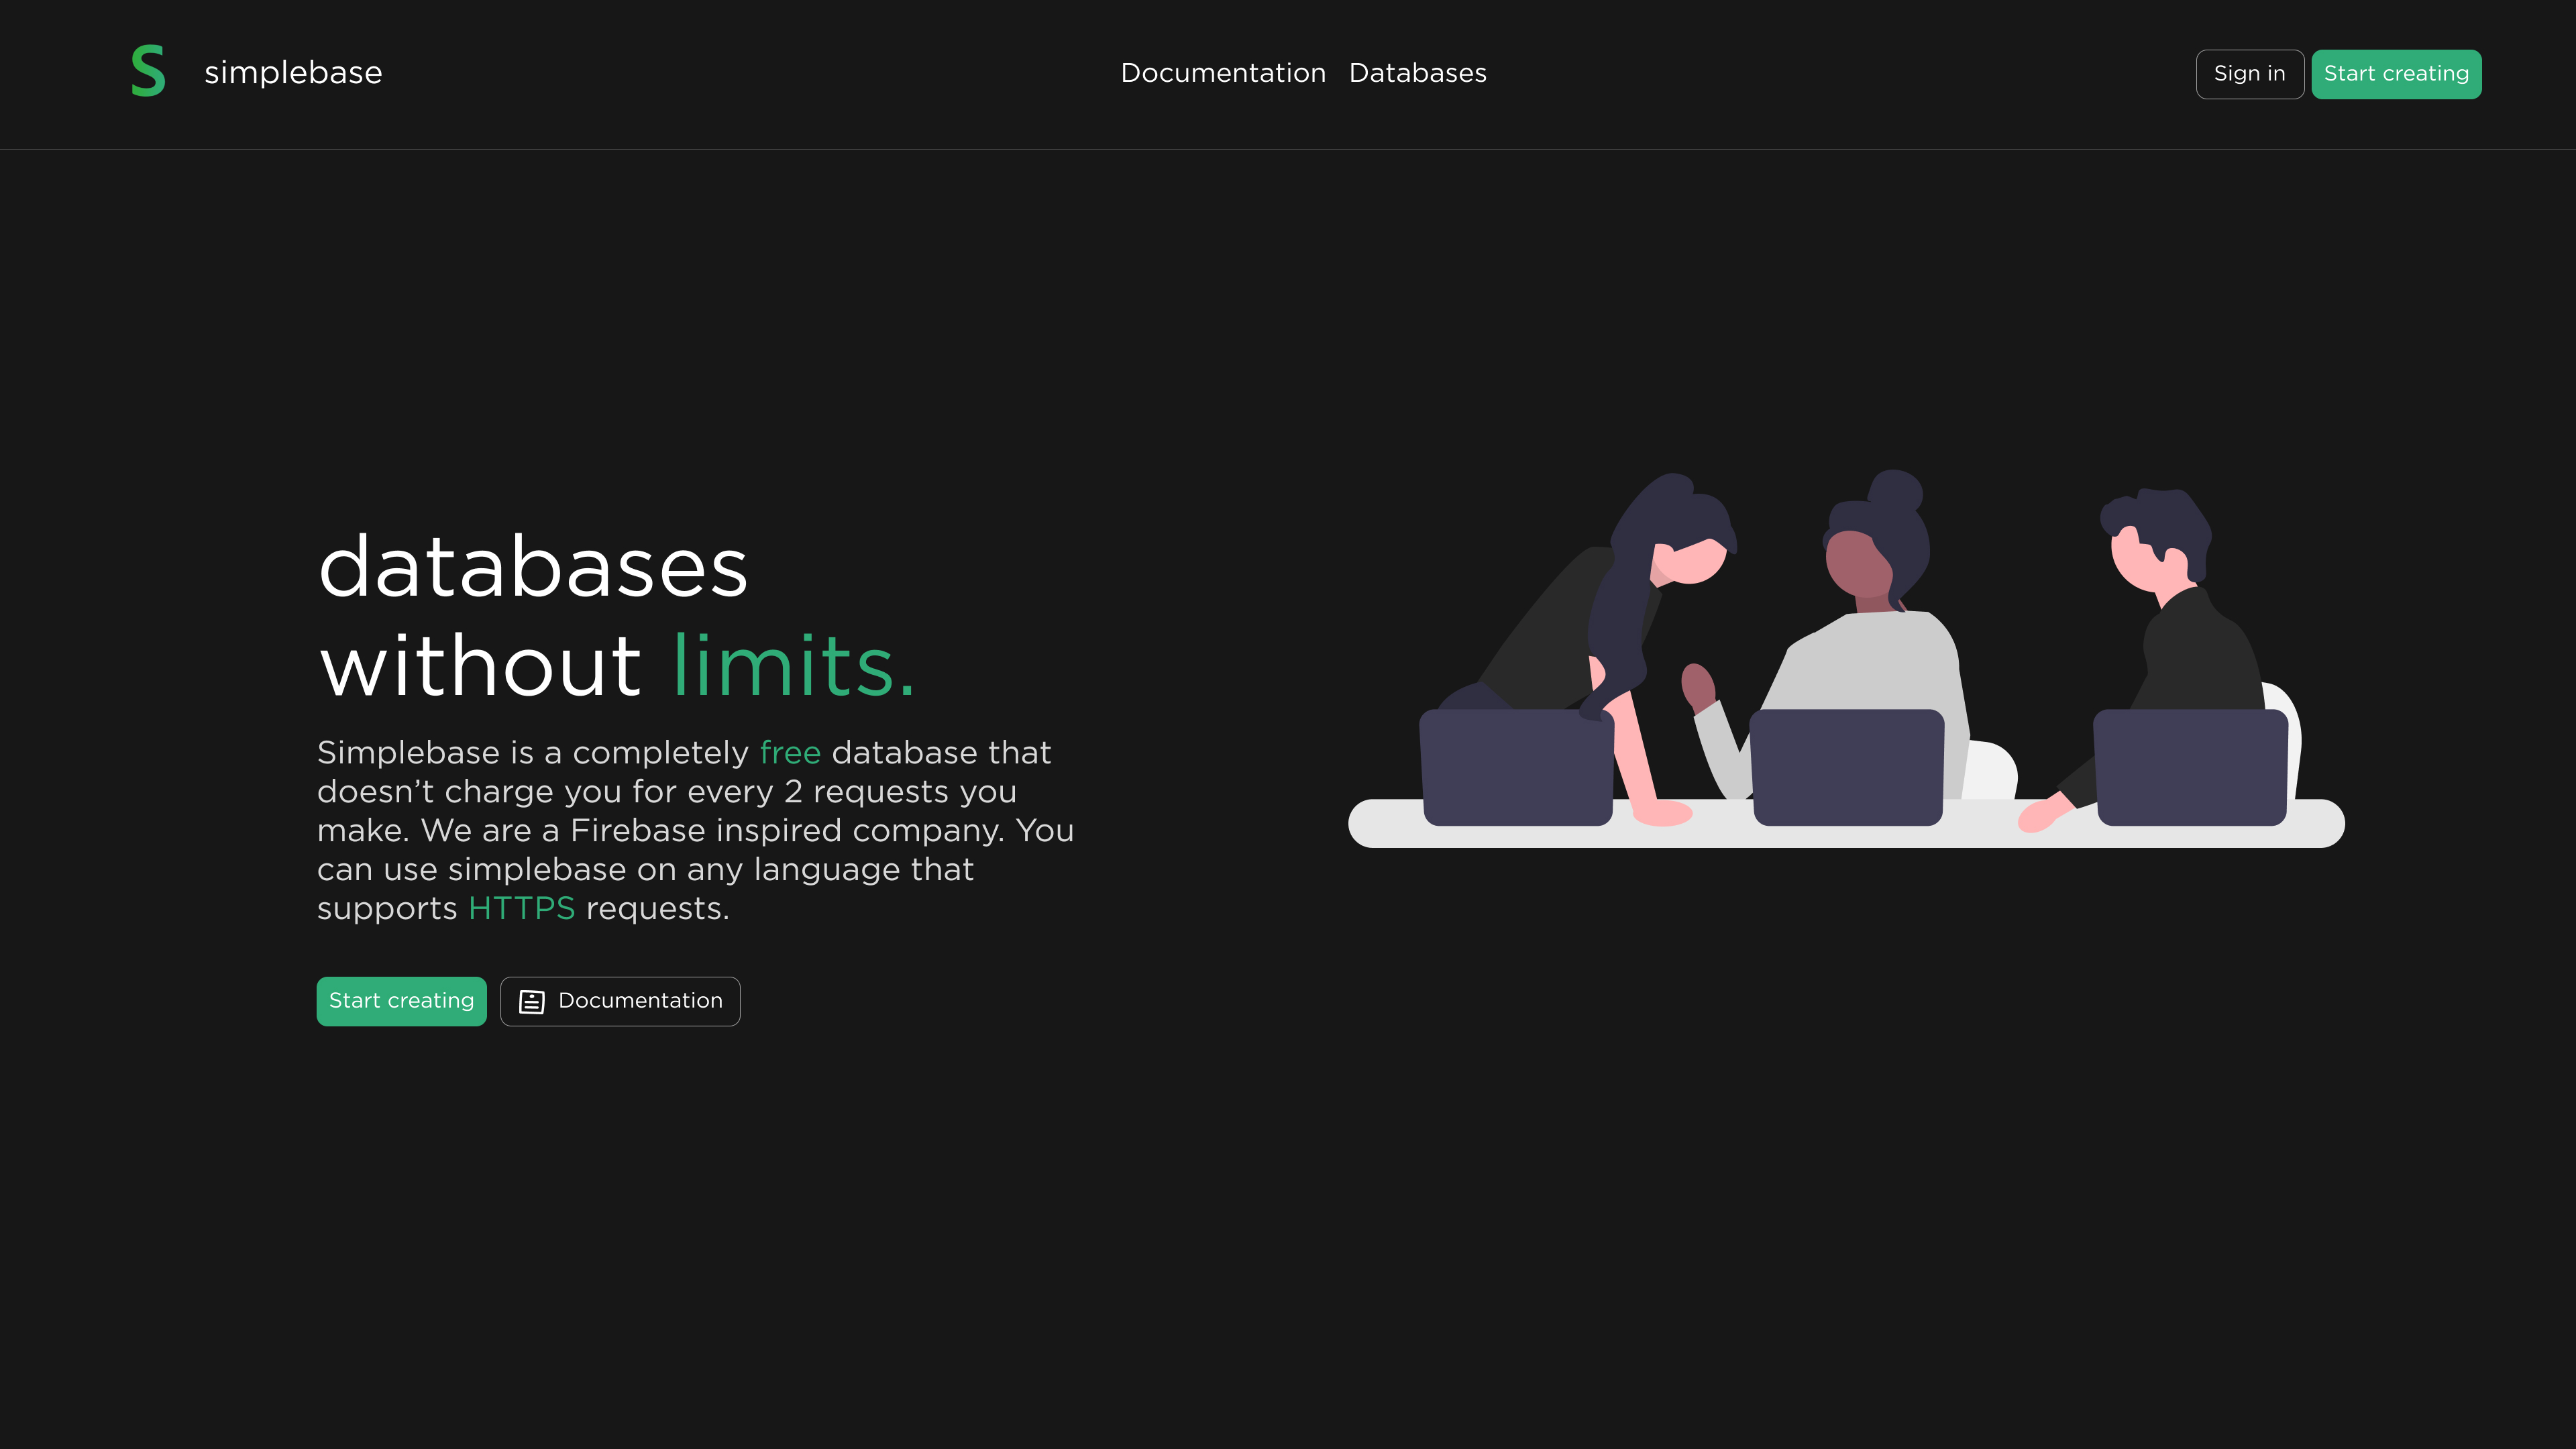 S simplebase
Documentation Databases
Sign in
Start creating
databases
without limits.
Simplebase is a completely free database that
doesn’t charge you for every 2 requests you
make. We are a Firebase inspired company. You
can use simplebase on any language that
supports HTTPS requests.
Start creating
Documentation